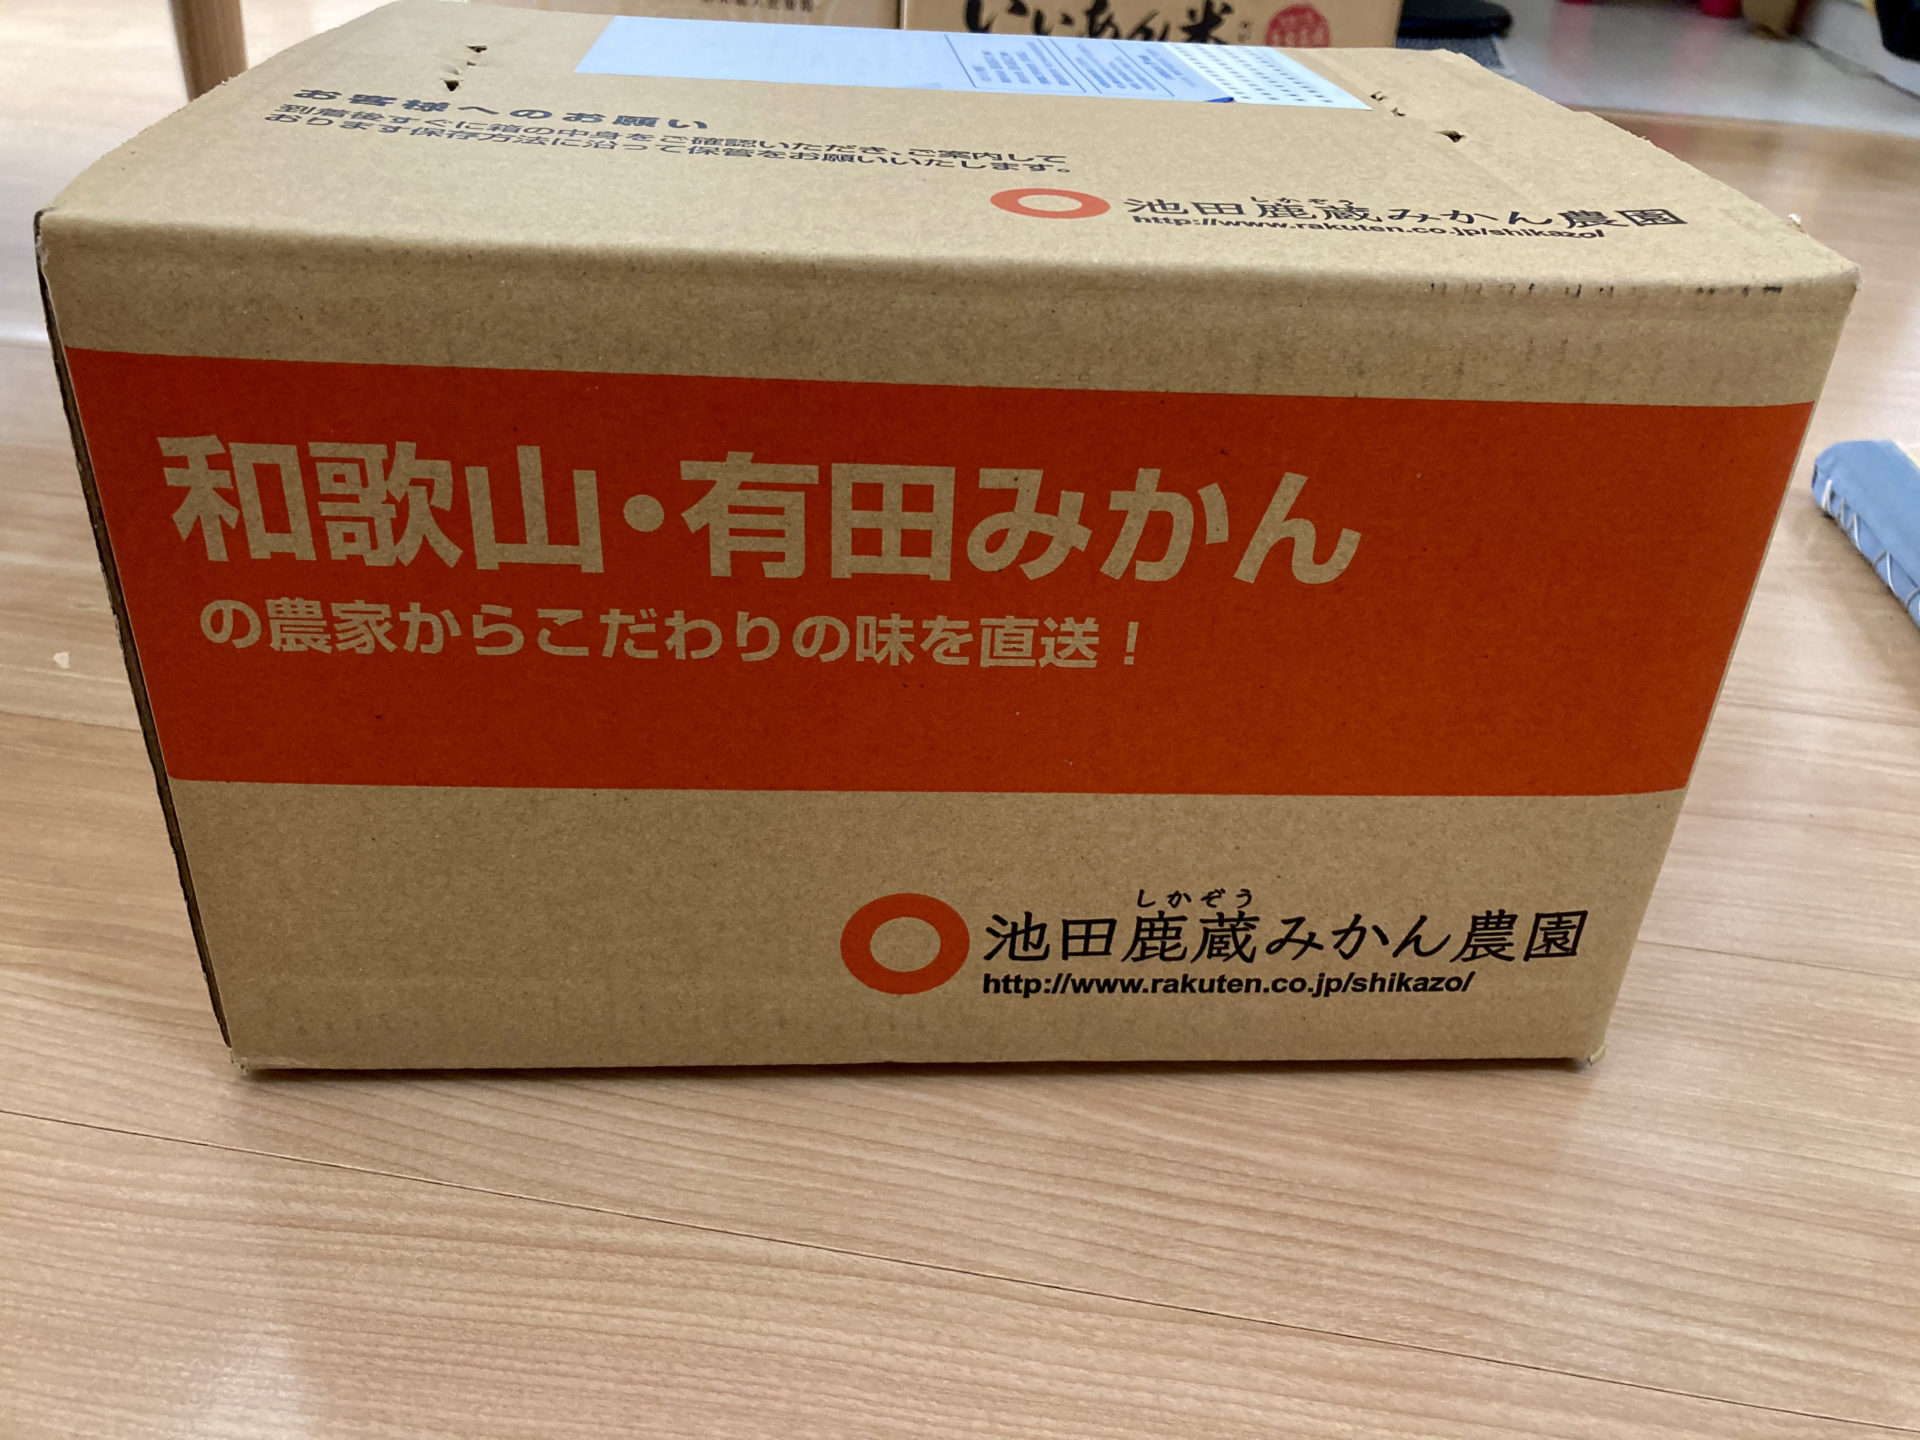 いいあん米
お客様へのお願い
到着後すぐに箱の中身をご確認いただき、ご案内して
おります保存方法に沿って保管をお願いいたします。
しかぞう
池田鹿蔵みかん農園
http://www.rakuten.co.jp/shikazo/
和歌山・有田みかん
の農家からこだわりの味を直送！
しかぞう
池田鹿蔵みかん農園
http://www.rakuten.co.jp/shikazo/